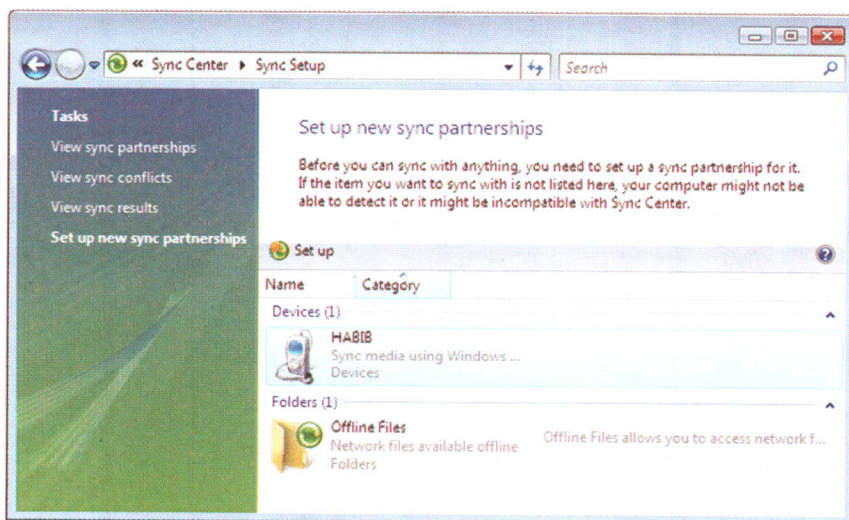 « Sync Center ▸ Sync Setup
Search
Tasks
View sync partnerships
View sync conflicts
View sync results
Set up new sync partnerships
Set up new sync partnerships
Before you can sync with anything, you need to set up a sync partnership for it.
If the item you want to sync with is not listed here, your computer might not be
able to detect it or it might be incompatible with Sync Center.
Set up
Name Category
Devices (1)
HABIB
Sync media using Windows ...
Devices
Folders (1)
Offline Files
Network files available offline Offline Files allows you to access network f...
Folders